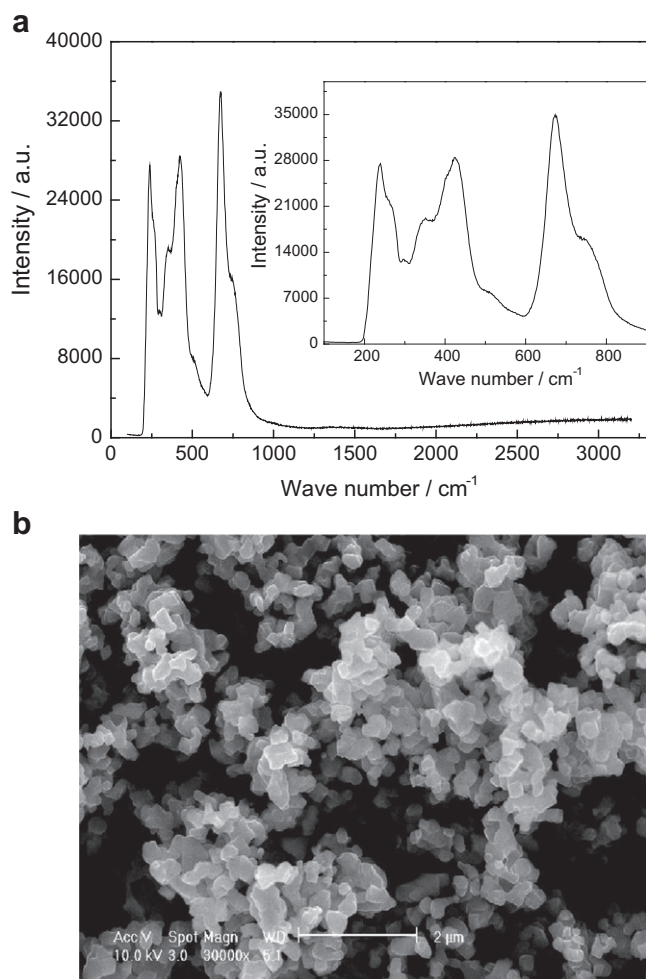 a
40000
32000
24000
16000
8000
0
Intensity / a.u.
0 500 1000 1500 2000 2500 3000
Wave number / cm⁻¹
35000
28000
21000
14000
7000
0
Intensity / a.u.
200 400 600 800
Wave number / cm⁻¹
b
Acc.V Spot Magn WD 2 µm
10.0 kV 3.0 30000x 5.1